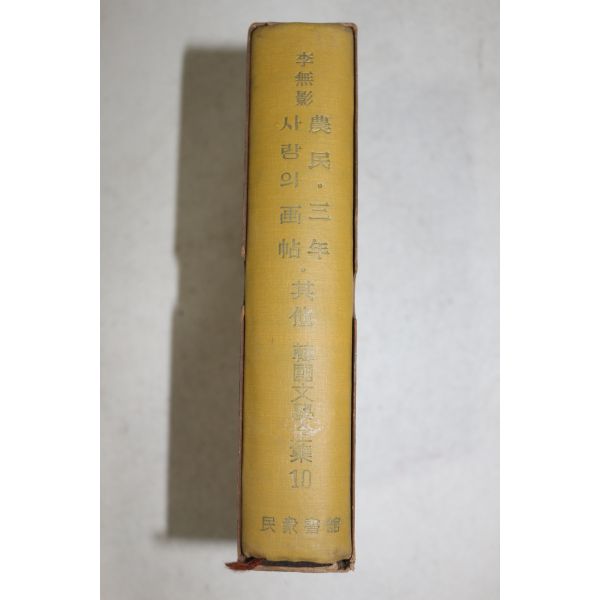 李無影
農民·三年
사랑의 画帖·其他
韓國文學全集
10
民衆書館